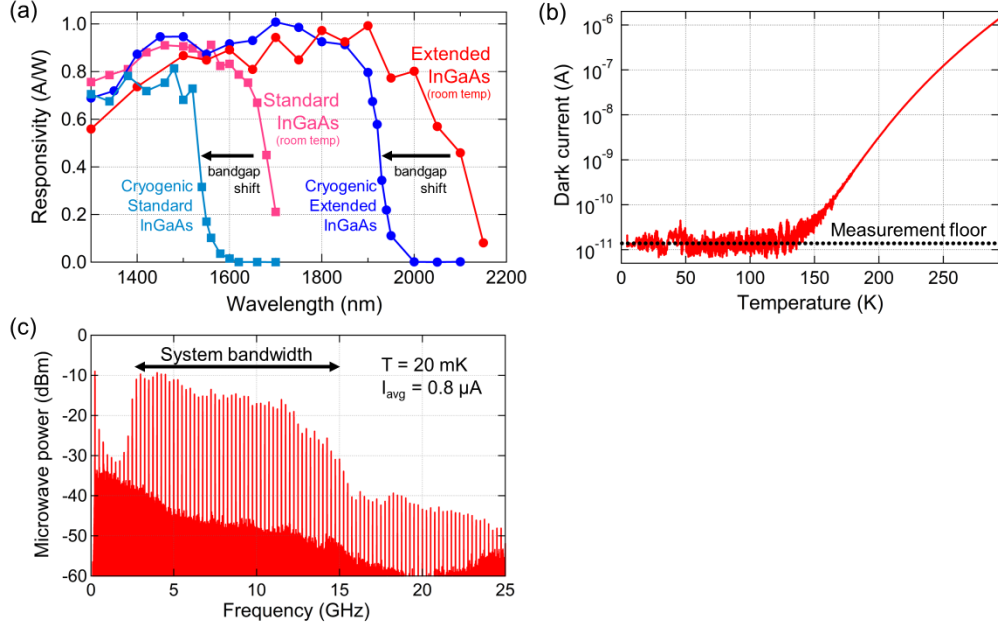 (a)
Responsivity (A/W)
1.0
0.8
0.6
0.4
0.2
0.0
Extended
InGaAs
(room temp)
Standard
InGaAs
(room temp)
bandgap
shift
bandgap
shift
Cryogenic
Standard
InGaAs
Cryogenic
Extended
InGaAs
1400 1600 1800 2000 2200
Wavelength (nm)
(b)
Dark current (A)
10⁻⁶
10⁻⁷
10⁻⁸
10⁻⁹
10⁻¹⁰
10⁻¹¹
Measurement floor
0 50 100 150 200 250
Temperature (K)
(c)
Microwave power (dBm)
0
-10
-20
-30
-40
-50
-60
System bandwidth
T = 20 mK
I_avg = 0.8 µA
0 5 10 15 20 25
Frequency (GHz)